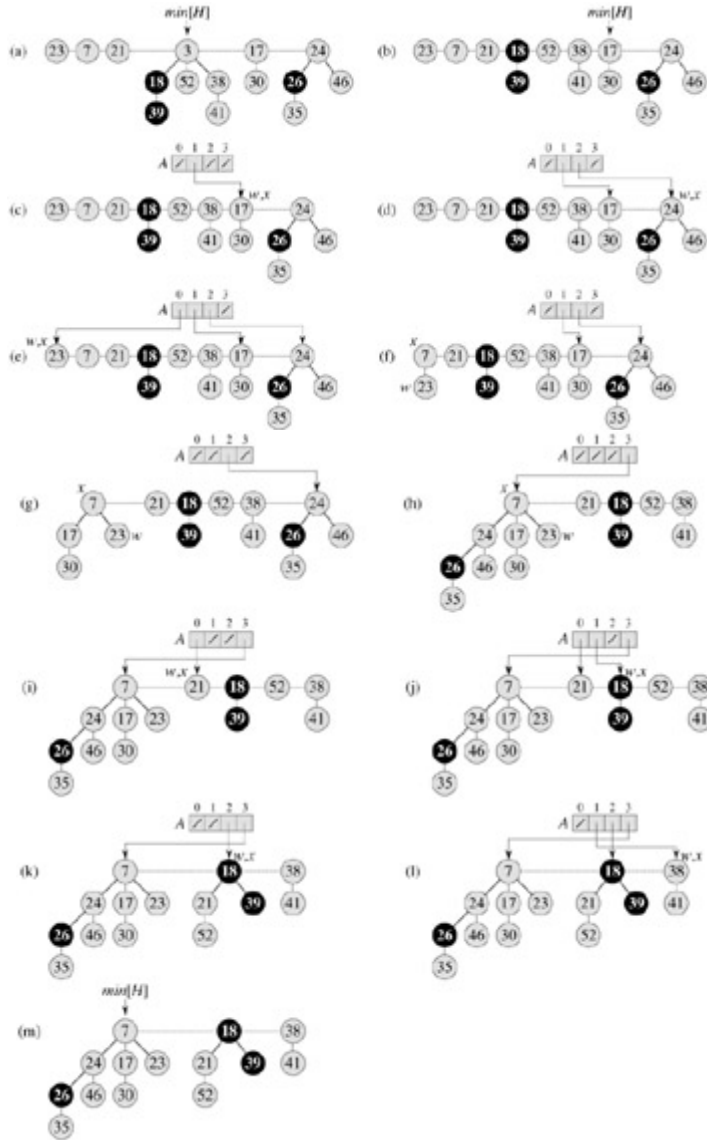 min[H]
(a) 23 7 21 3 17 24
18 52 38 30 26 46
39 41 35
min[H]
(b) 23 7 21 18 52 38 17 24
39 41 30 26 46
35
0 1 2 3
A
w,x
(c) 23 7 21 18 52 38 17 24
39 41 30 26 46
35
0 1 2 3
A
w,x
(d) 23 7 21 18 52 38 17 24
39 41 30 26 46
35
0 1 2 3
A
w,x
(e) 23 7 21 18 52 38 17 24
39 41 30 26 46
35
0 1 2 3
A
x
(f) 7 21 18 52 38 17 24
w 23 39 41 30 26 46
35
0 1 2 3
A
x
(g) 7 21 18 52 38 24
17 23 w 39 41 26 46
30 35
0 1 2 3
A
x
(h) 7 21 18 52 38
24 17 23 w 39 41
26 46 30
35
0 1 2 3
A
w,x
(i) 7 21 18 52 38
24 17 23 39 41
26 46 30
35
0 1 2 3
A
w,x
(j) 7 21 18 52 38
24 17 23 39 41
26 46 30
35
0 1 2 3
A
w,x
(k) 7 18 38
24 17 23 21 39 41
26 46 30 52
35
0 1 2 3
A
w,x
(l) 7 18 38
24 17 23 21 39 41
26 46 30 52
35
min[H]
(m) 7 18 38
24 17 23 21 39 41
26 46 30 52
35